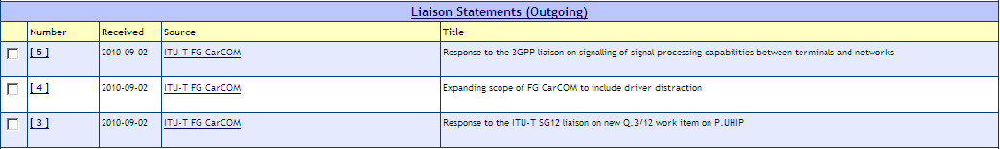 Liaison Statements (Outgoing)
Number Received Source Title
[ 5 ] 2010-09-02 ITU-T FG CarCOM Response to the 3GPP liaison on signalling of signal processing capabilities between terminals and networks
[ 4 ] 2010-09-02 ITU-T FG CarCOM Expanding scope of FG CarCOM to include driver distraction
[ 3 ] 2010-09-02 ITU-T FG CarCOM Response to the ITU-T SG12 liaison on new Q.3/12 work item on P.UHIP